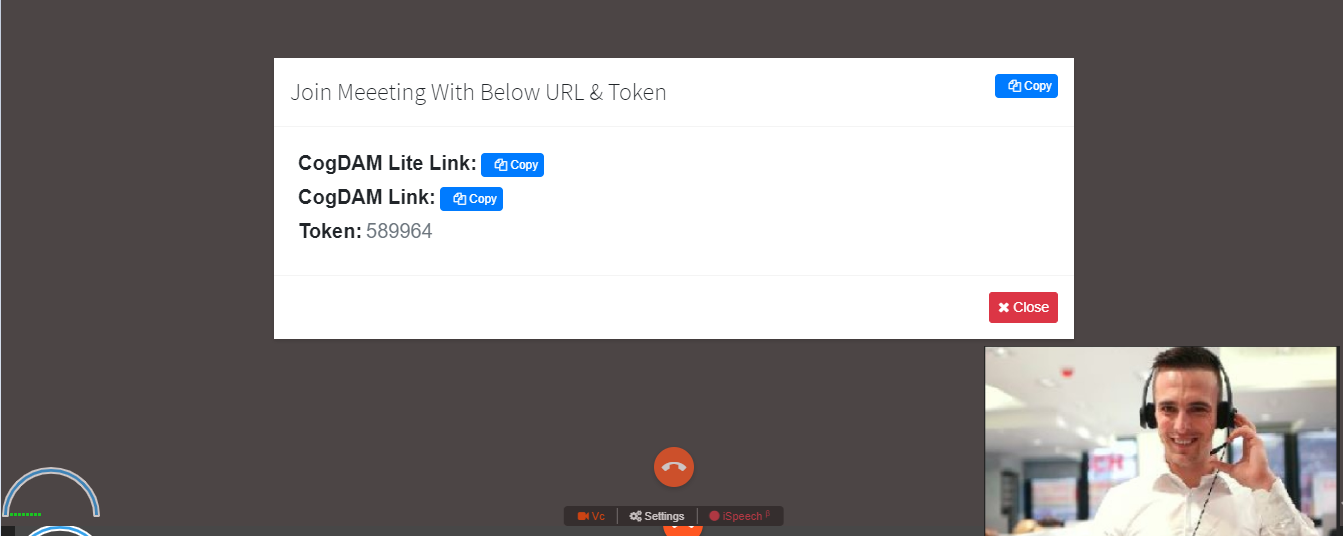 Join Meeeting With Below URL & Token
Copy
CogDAM Lite Link: Copy
CogDAM Link: Copy
Token: 589964
Close
Vc Settings iSpeech β